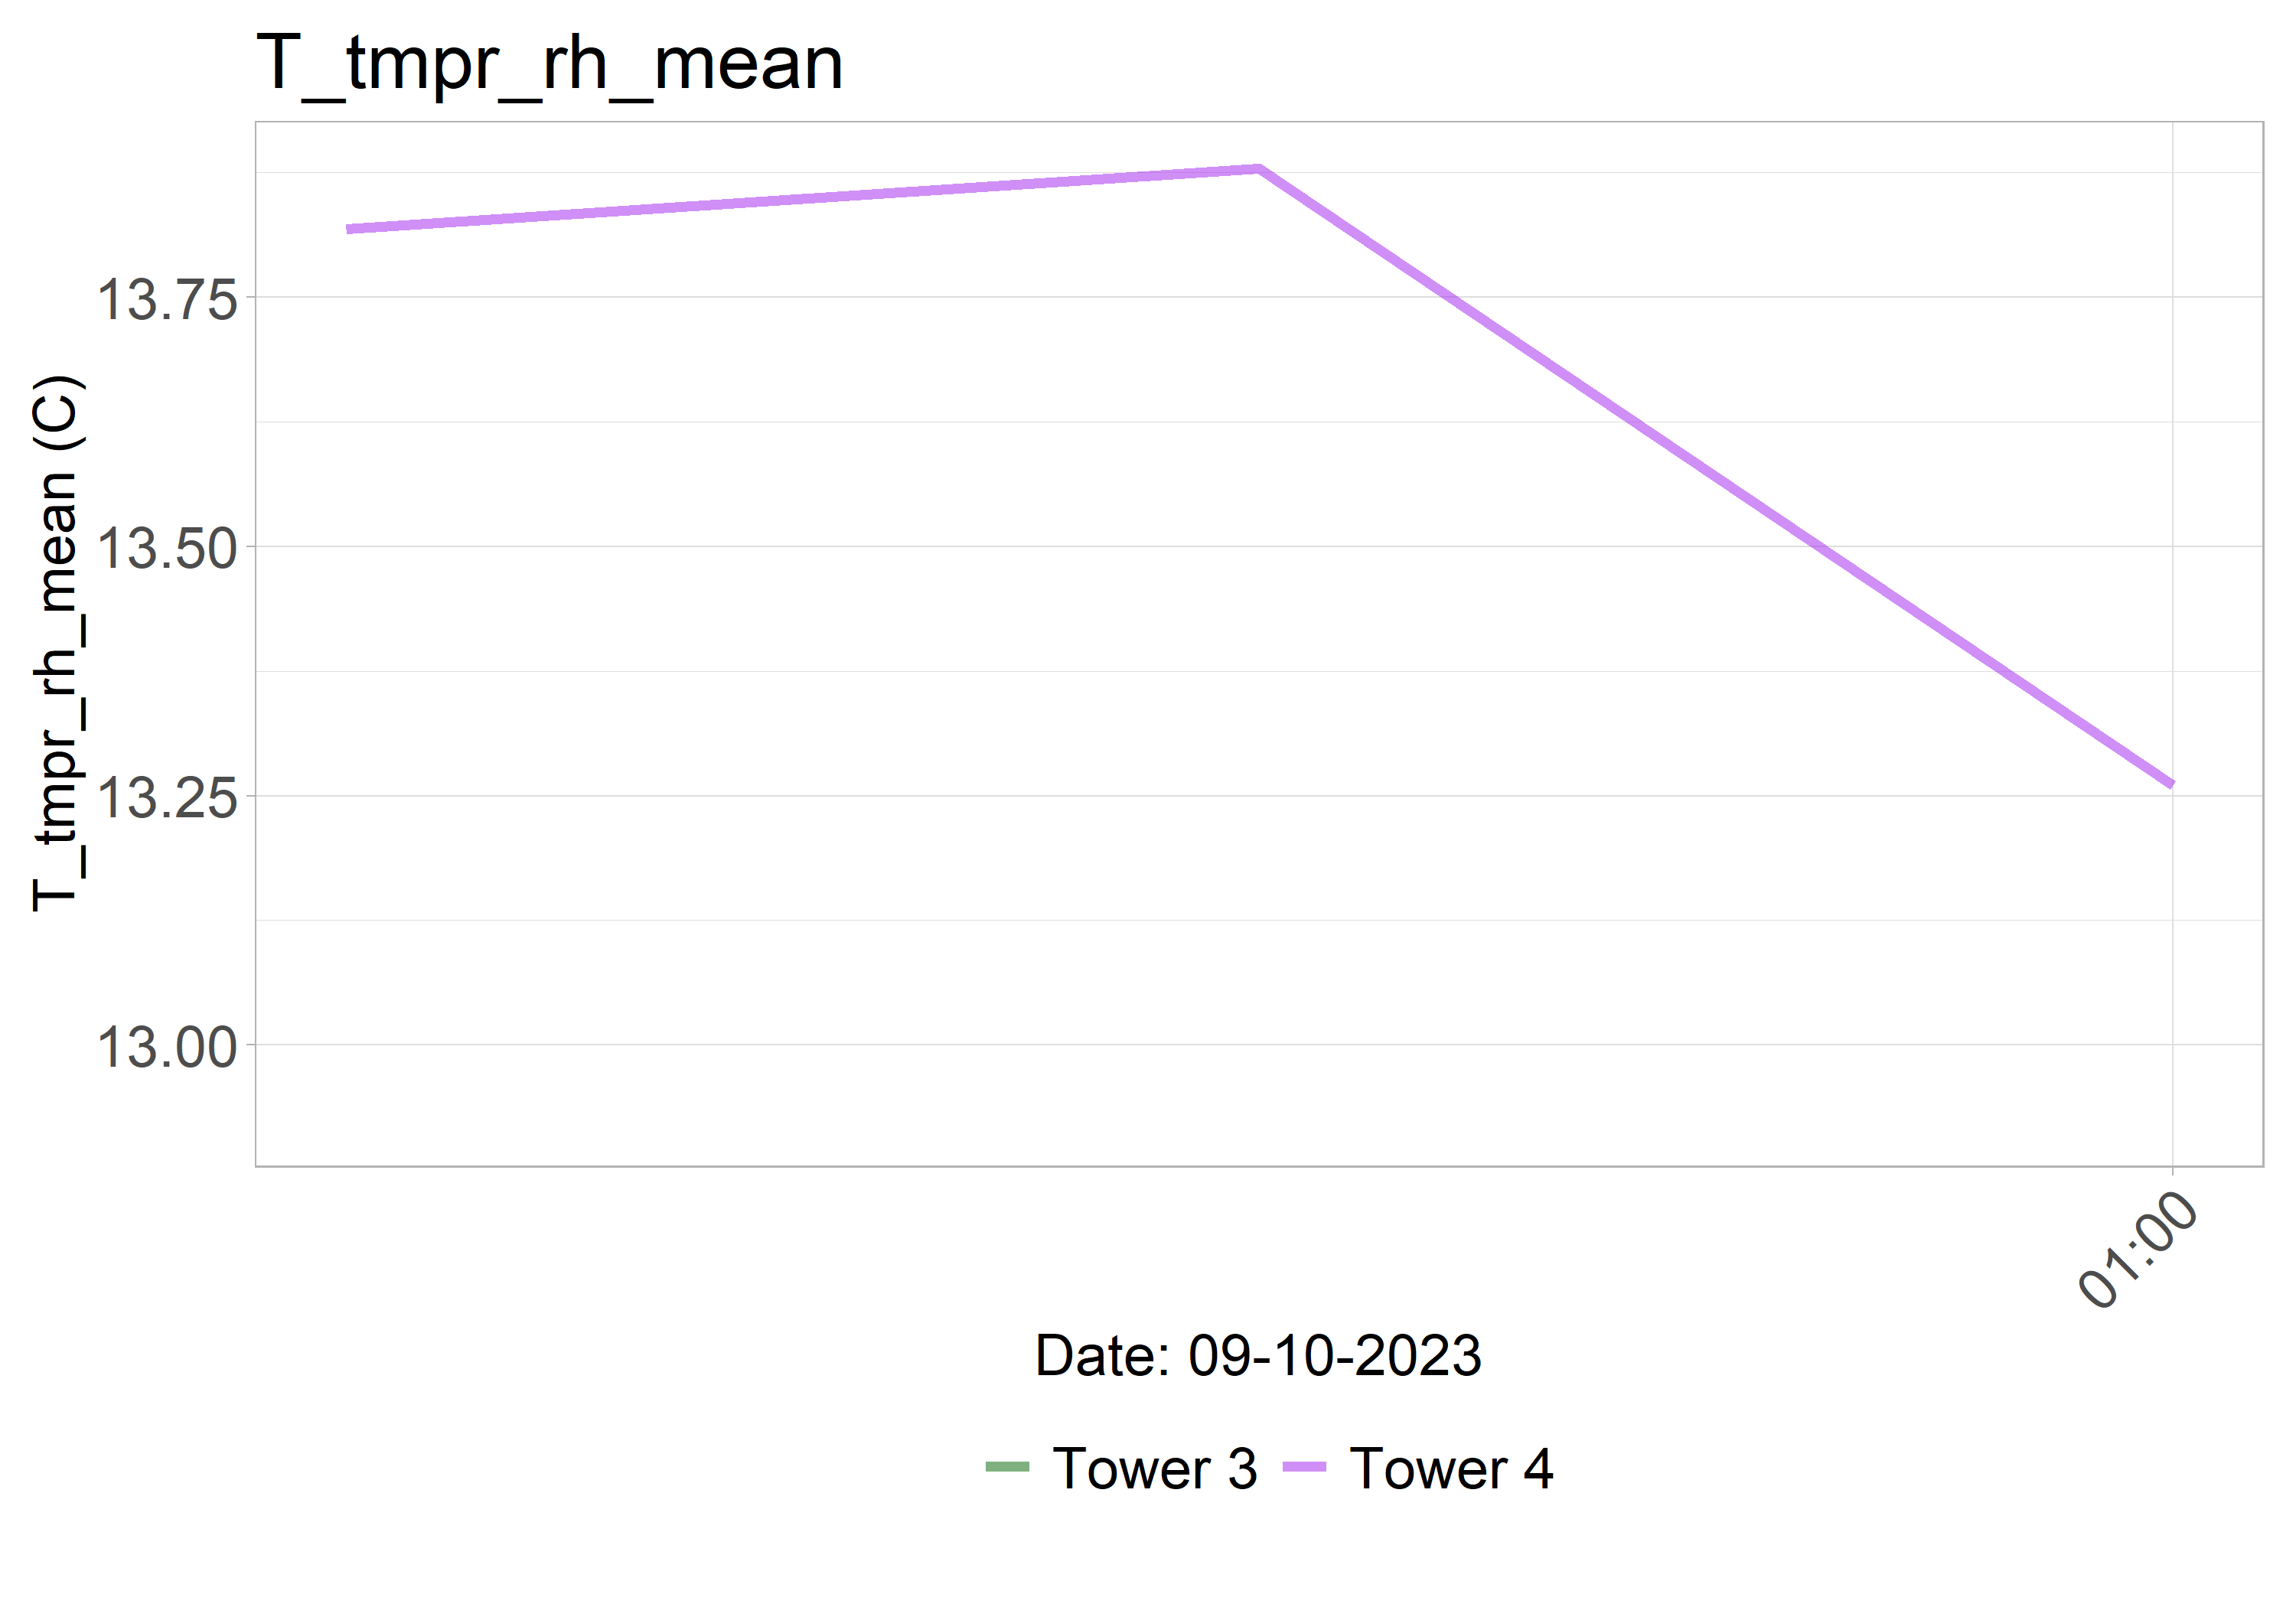 T_tmpr_rh_mean
T_tmpr_rh_mean (C)
13.75
13.50
13.25
13.00
01:00
Date: 09-10-2023
Tower 3 Tower 4